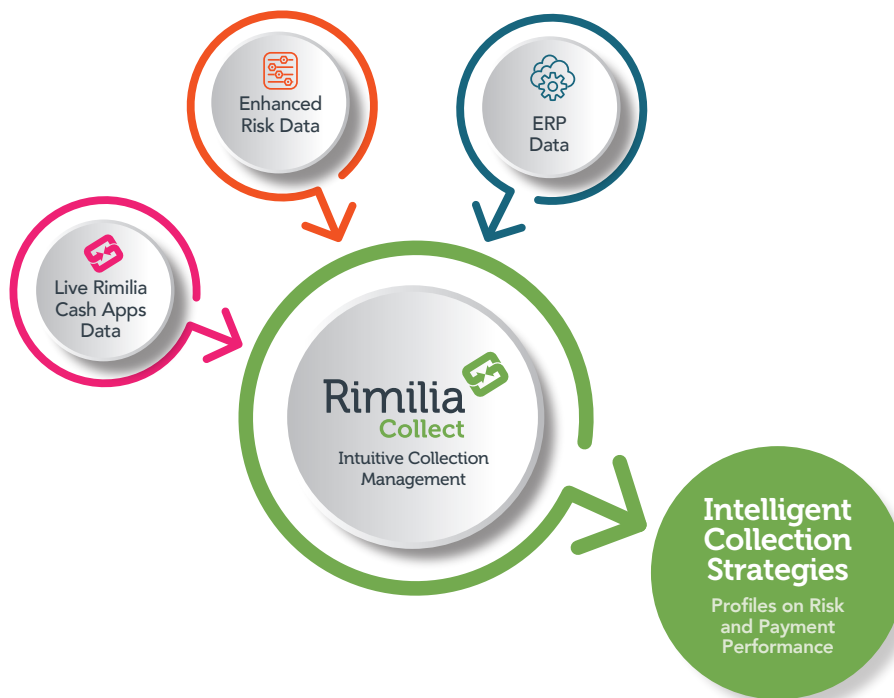 Enhanced
Risk Data
ERP
Data
Live Rimilia
Cash Apps
Data
Rimilia
Collect
Intuitive Collection
Management
Intelligent
Collection
Strategies
Profiles on Risk
and Payment
Performance